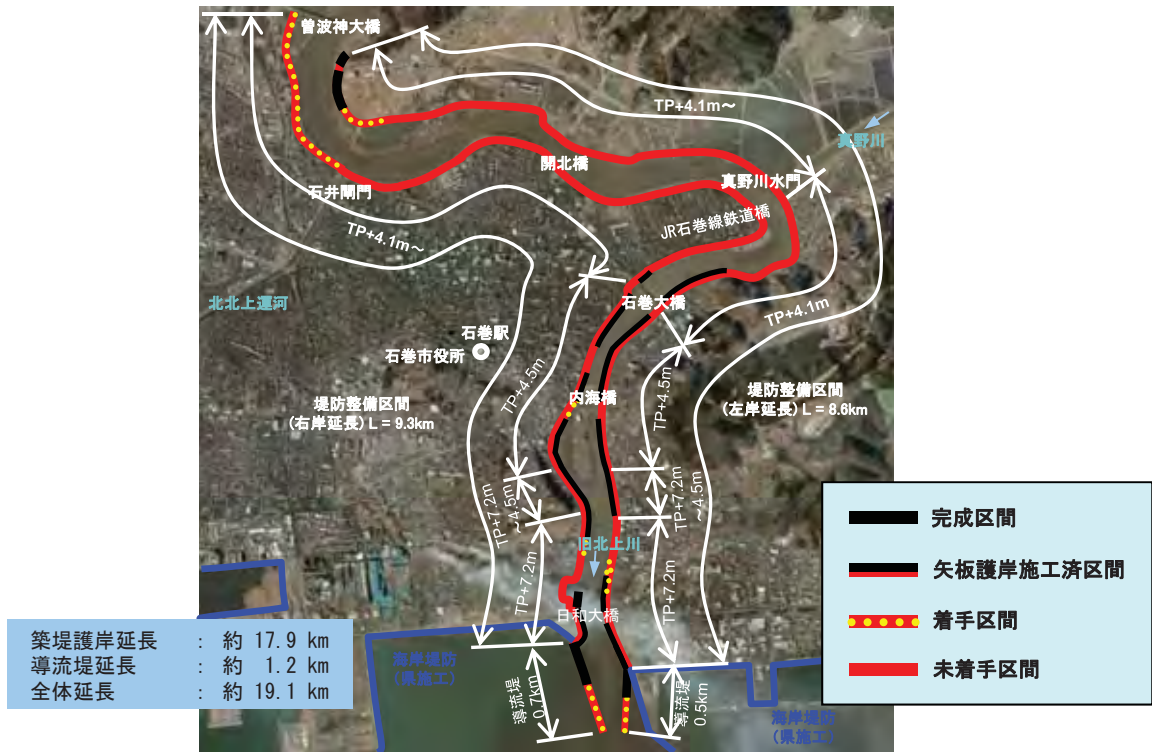 曽波神大橋
TP+4.1m～
真野川
開北橋
真野川水門
石井閘門
JR石巻線鉄道橋
TP+4.1m～
北北上運河
石巻大橋
TP+4.1m
石巻駅
石巻市役所
TP+4.5m
内海橋
TP+4.5m
堤防整備区間
(右岸延長) L = 9.3km
堤防整備区間
(左岸延長) L = 8.6km
TP+7.2m
～4.5m
TP+7.2m
～4.5m
旧北上川
TP+7.2m
TP+7.2m
日和大橋
海岸堤防
(県施工)
導流堤
0.7km
導流堤
0.5km
海岸堤防
(県施工)
築堤護岸延長 : 約 17.9 km
導流堤延長 : 約 1.2 km
全体延長 : 約 19.1 km
完成区間
矢板護岸施工済区間
着手区間
未着手区間